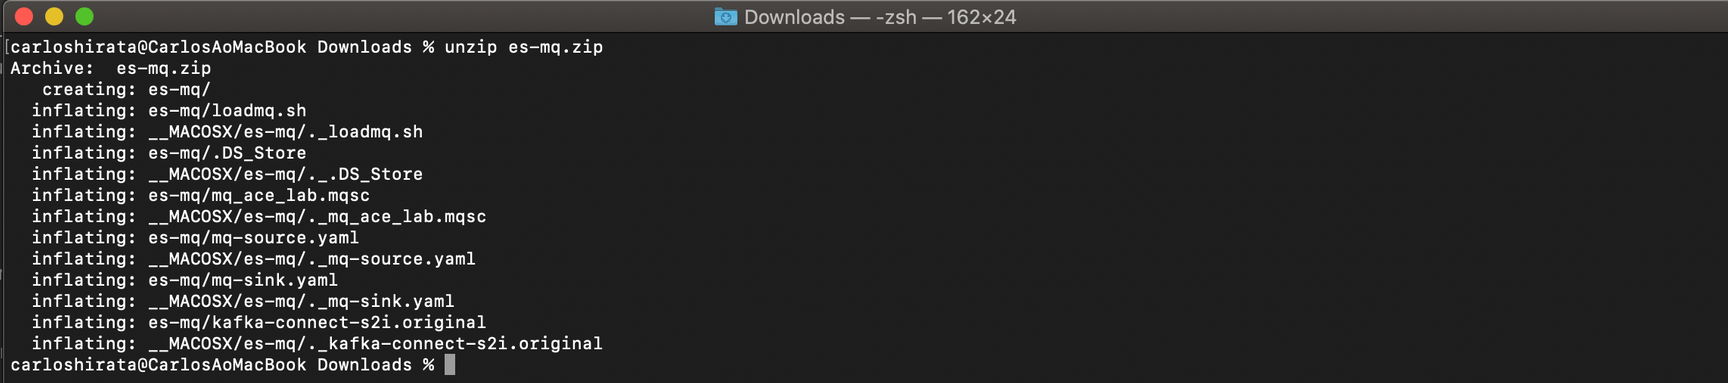 Downloads — -zsh — 162×24
[carloshirata@CarlosAoMacBook Downloads % unzip es-mq.zip
Archive:  es-mq.zip
   creating: es-mq/
  inflating: es-mq/loadmq.sh
  inflating: __MACOSX/es-mq/._loadmq.sh
  inflating: es-mq/.DS_Store
  inflating: __MACOSX/es-mq/._.DS_Store
  inflating: es-mq/mq_ace_lab.mqsc
  inflating: __MACOSX/es-mq/._mq_ace_lab.mqsc
  inflating: es-mq/mq-source.yaml
  inflating: __MACOSX/es-mq/._mq-source.yaml
  inflating: es-mq/mq-sink.yaml
  inflating: __MACOSX/es-mq/._mq-sink.yaml
  inflating: es-mq/kafka-connect-s2i.original
  inflating: __MACOSX/es-mq/._kafka-connect-s2i.original
carloshirata@CarlosAoMacBook Downloads %